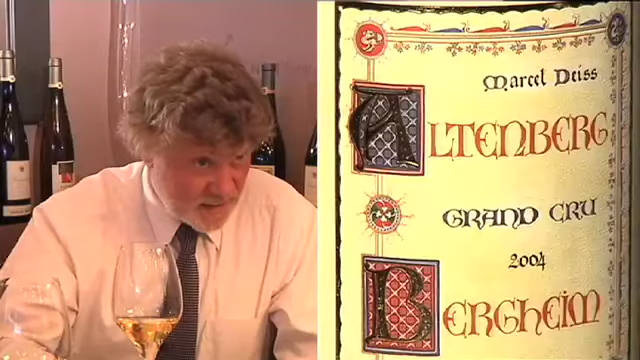 Marcel Deiss
ALTENBERG
GRAND CRU
2004
BERGHEIM